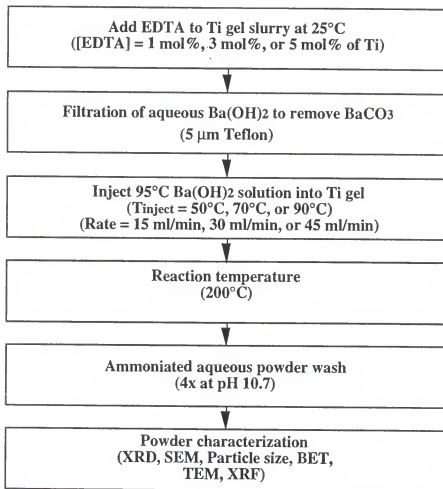 Add EDTA to Ti gel slurry at 25°C
([EDTA] = 1 mol%, 3 mol%, or 5 mol% of Ti)
Filtration of aqueous Ba(OH)2 to remove BaCO3
(5 µm Teflon)
Inject 95°C Ba(OH)2 solution into Ti gel
(Tinject = 50°C, 70°C, or 90°C)
(Rate = 15 ml/min, 30 ml/min, or 45 ml/min)
Reaction temperature
(200°C)
Ammoniated aqueous powder wash
(4x at pH 10.7)
Powder characterization
(XRD, SEM, Particle size, BET,
TEM, XRF)